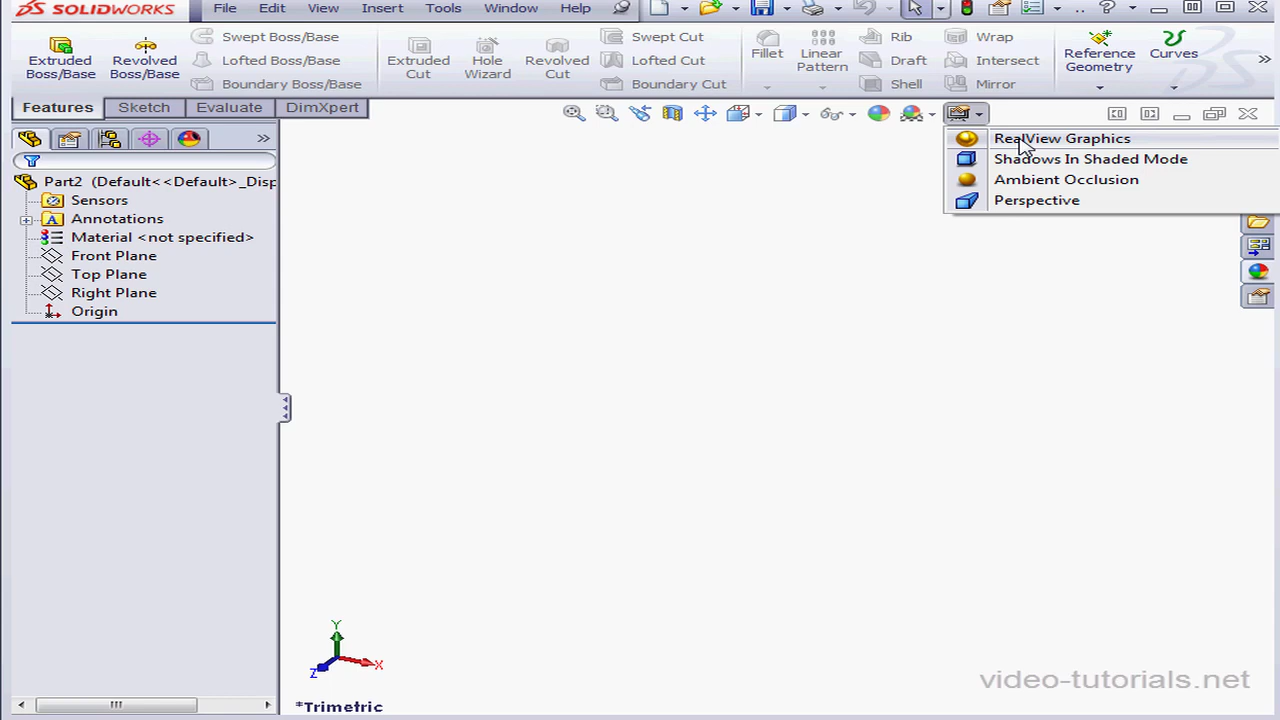 SOLIDWORKS File Edit View Insert Tools Window Help
Extruded Boss/Base
Revolved Boss/Base
Swept Boss/Base
Lofted Boss/Base
Boundary Boss/Base
Extruded Cut
Hole Wizard
Revolved Cut
Swept Cut
Lofted Cut
Boundary Cut
Fillet
Linear Pattern
Rib
Draft
Shell
Wrap
Intersect
Mirror
Reference Geometry
Curves
Features Sketch Evaluate DimXpert
RealView Graphics
Shadows In Shaded Mode
Ambient Occlusion
Perspective
Part2 (Default<<Default>_Disp
Sensors
Annotations
Material <not specified>
Front Plane
Top Plane
Right Plane
Origin
Y
X
Z
*Trimetric
video-tutorials.net